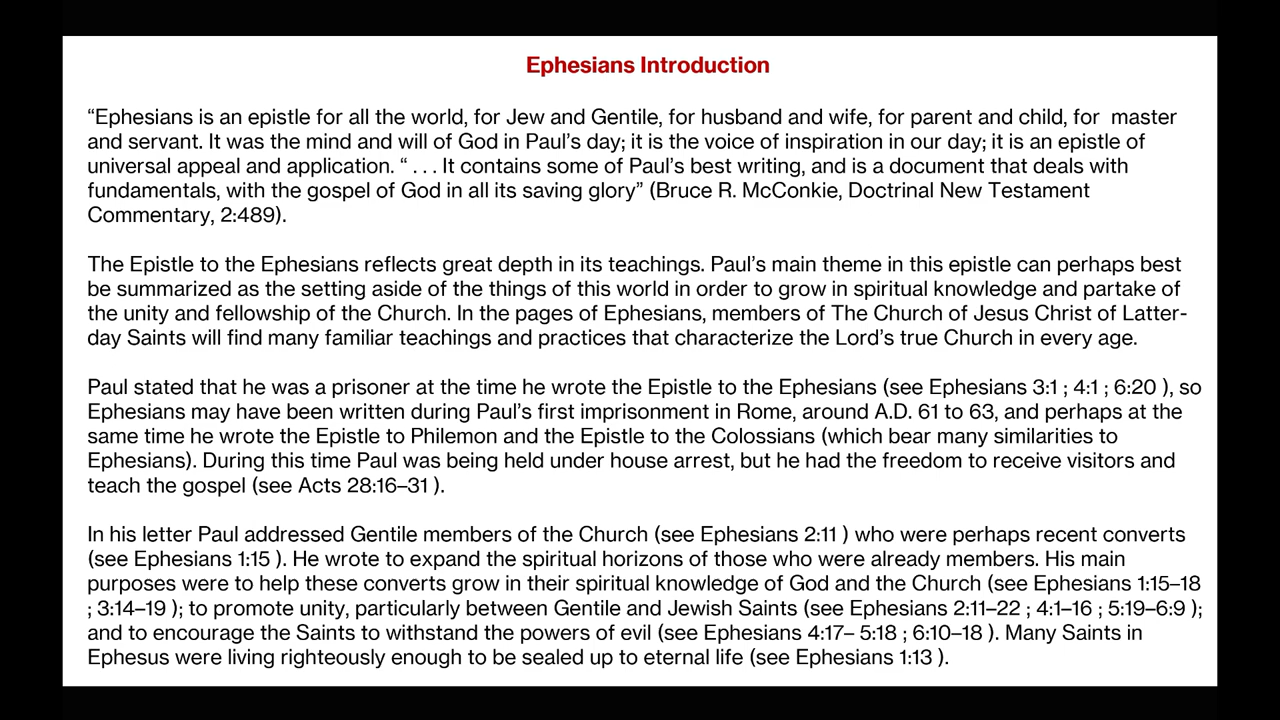 Ephesians Introduction
“Ephesians is an epistle for all the world, for Jew and Gentile, for husband and wife, for parent and child, for  master
and servant. It was the mind and will of God in Paul’s day; it is the voice of inspiration in our day; it is an epistle of
universal appeal and application. “ . . . It contains some of Paul’s best writing, and is a document that deals with
fundamentals, with the gospel of God in all its saving glory” (Bruce R. McConkie, Doctrinal New Testament
Commentary, 2:489).
The Epistle to the Ephesians reflects great depth in its teachings. Paul’s main theme in this epistle can perhaps best
be summarized as the setting aside of the things of this world in order to grow in spiritual knowledge and partake of
the unity and fellowship of the Church. In the pages of Ephesians, members of The Church of Jesus Christ of Latter-
day Saints will find many familiar teachings and practices that characterize the Lord’s true Church in every age.
Paul stated that he was a prisoner at the time he wrote the Epistle to the Ephesians (see Ephesians 3:1 ; 4:1 ; 6:20 ), so
Ephesians may have been written during Paul’s first imprisonment in Rome, around A.D. 61 to 63, and perhaps at the
same time he wrote the Epistle to Philemon and the Epistle to the Colossians (which bear many similarities to
Ephesians). During this time Paul was being held under house arrest, but he had the freedom to receive visitors and
teach the gospel (see Acts 28:16–31 ).
In his letter Paul addressed Gentile members of the Church (see Ephesians 2:11 ) who were perhaps recent converts
(see Ephesians 1:15 ). He wrote to expand the spiritual horizons of those who were already members. His main
purposes were to help these converts grow in their spiritual knowledge of God and the Church (see Ephesians 1:15–18
; 3:14–19 ); to promote unity, particularly between Gentile and Jewish Saints (see Ephesians 2:11–22 ; 4:1–16 ; 5:19–6:9 );
and to encourage the Saints to withstand the powers of evil (see Ephesians 4:17– 5:18 ; 6:10–18 ). Many Saints in
Ephesus were living righteously enough to be sealed up to eternal life (see Ephesians 1:13 ).